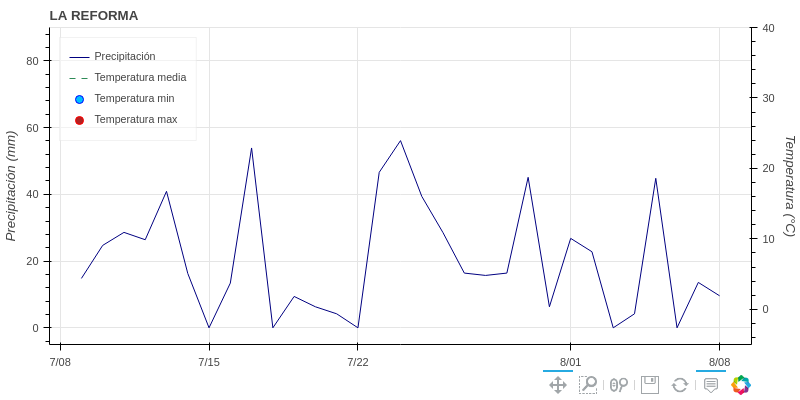 LA REFORMA
Precipitación
Temperatura media
Temperatura min
Temperatura max
Precipitación (mm)
80
60
40
20
0
Temperatura (°C)
40
30
20
10
0
7/08
7/15
7/22
8/01
8/08